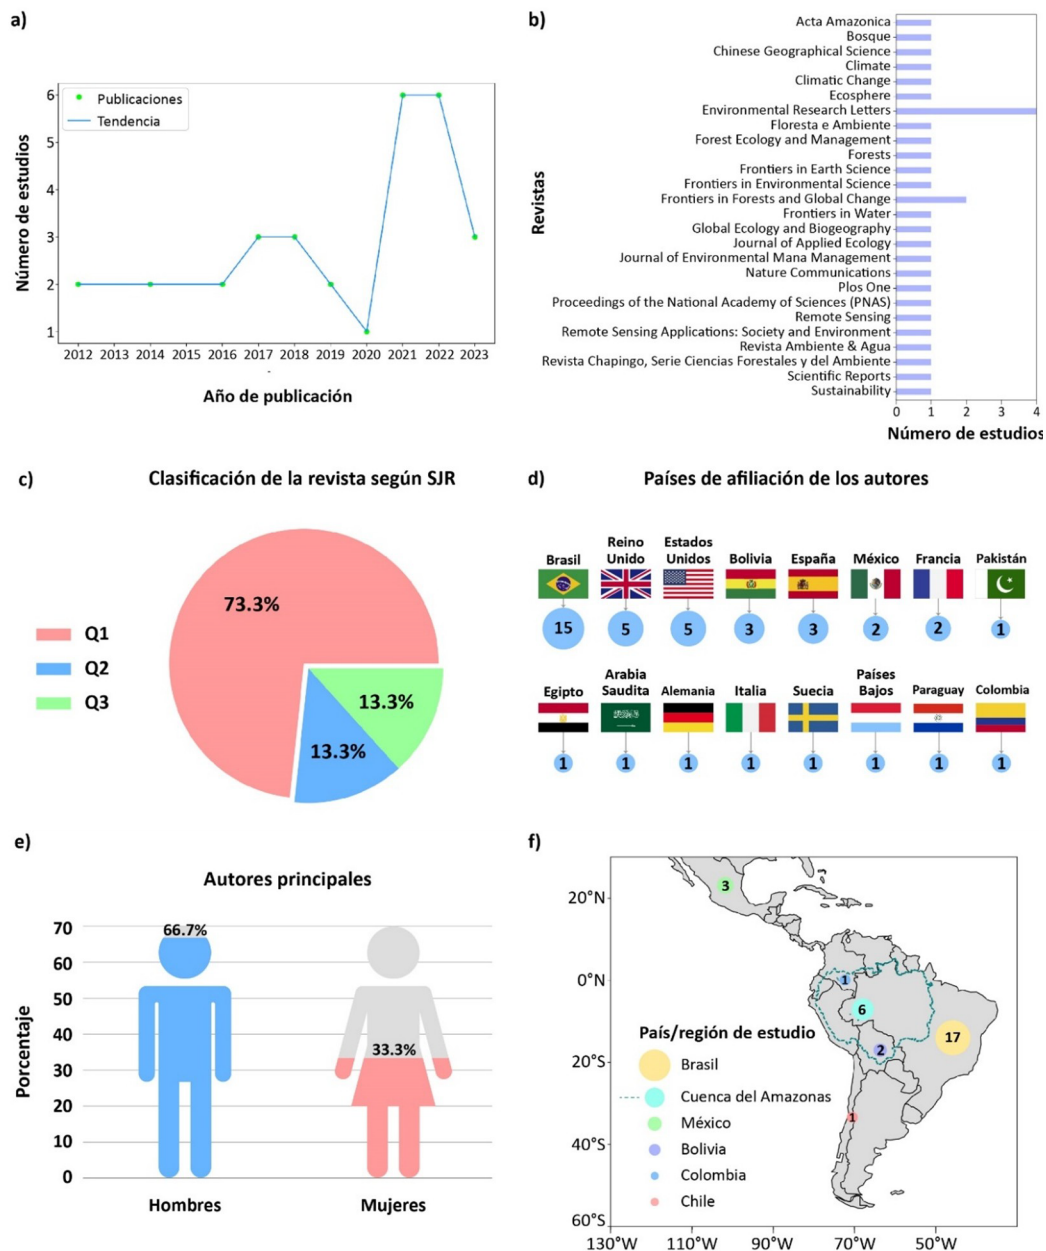 a)
Publicaciones
Tendencia
6
5
4
3
2
1
Número de estudios
2012 2013 2014 2015 2016 2017 2018 2019 2020 2021 2022 2023
Año de publicación
b)
Revistas
Acta Amazonica
Bosque
Chinese Geographical Science
Climate
Climatic Change
Ecosphere
Environmental Research Letters
Floresta e Ambiente
Forest Ecology and Management
Forests
Frontiers in Earth Science
Frontiers in Environmental Science
Frontiers in Forests and Global Change
Frontiers in Water
Global Ecology and Biogeography
Journal of Applied Ecology
Journal of Environmental Mana Management
Nature Communications
Plos One
Proceedings of the National Academy of Sciences (PNAS)
Remote Sensing
Remote Sensing Applications: Society and Environment
Revista Ambiente & Agua
Revista Chapingo, Serie Ciencias Forestales y del Ambiente
Scientific Reports
Sustainability
0 1 2 3 4
Número de estudios
c)
Clasificación de la revista según SJR
Q1
Q2
Q3
73.3%
13.3%
13.3%
d)
Países de afiliación de los autores
Brasil
Reino
Unido
Estados
Unidos
Bolivia
España
México
Francia
Pakistán
15 5 5 3 3 2 2 1
Egipto
Arabia
Saudita
Alemania
Italia
Suecia
Países
Bajos
Paraguay
Colombia
1 1 1 1 1 1 1 1
e)
Autores principales
Porcentaje
70
60
50
40
30
20
10
0
66.7%
33.3%
Hombres
Mujeres
f)
20°N
0°N
20°S
40°S
60°S
3
1
6
17
2
1
País/región de estudio
Brasil
Cuenca del Amazonas
México
Bolivia
Colombia
Chile
130°W 110°W 90°W 70°W 50°W